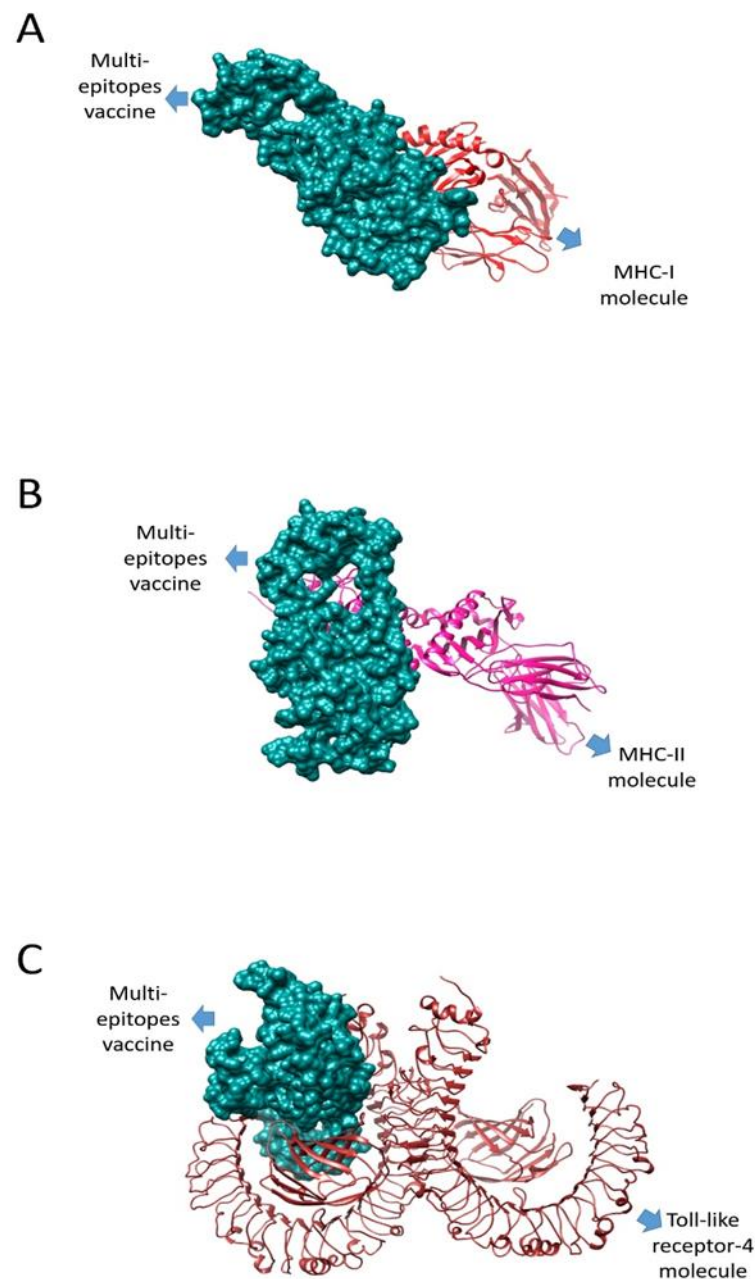 A
Multi-
epitopes
vaccine
MHC-I
molecule
B
Multi-
epitopes
vaccine
MHC-II
molecule
C
Multi-
epitopes
vaccine
Toll-like
receptor-4
molecule